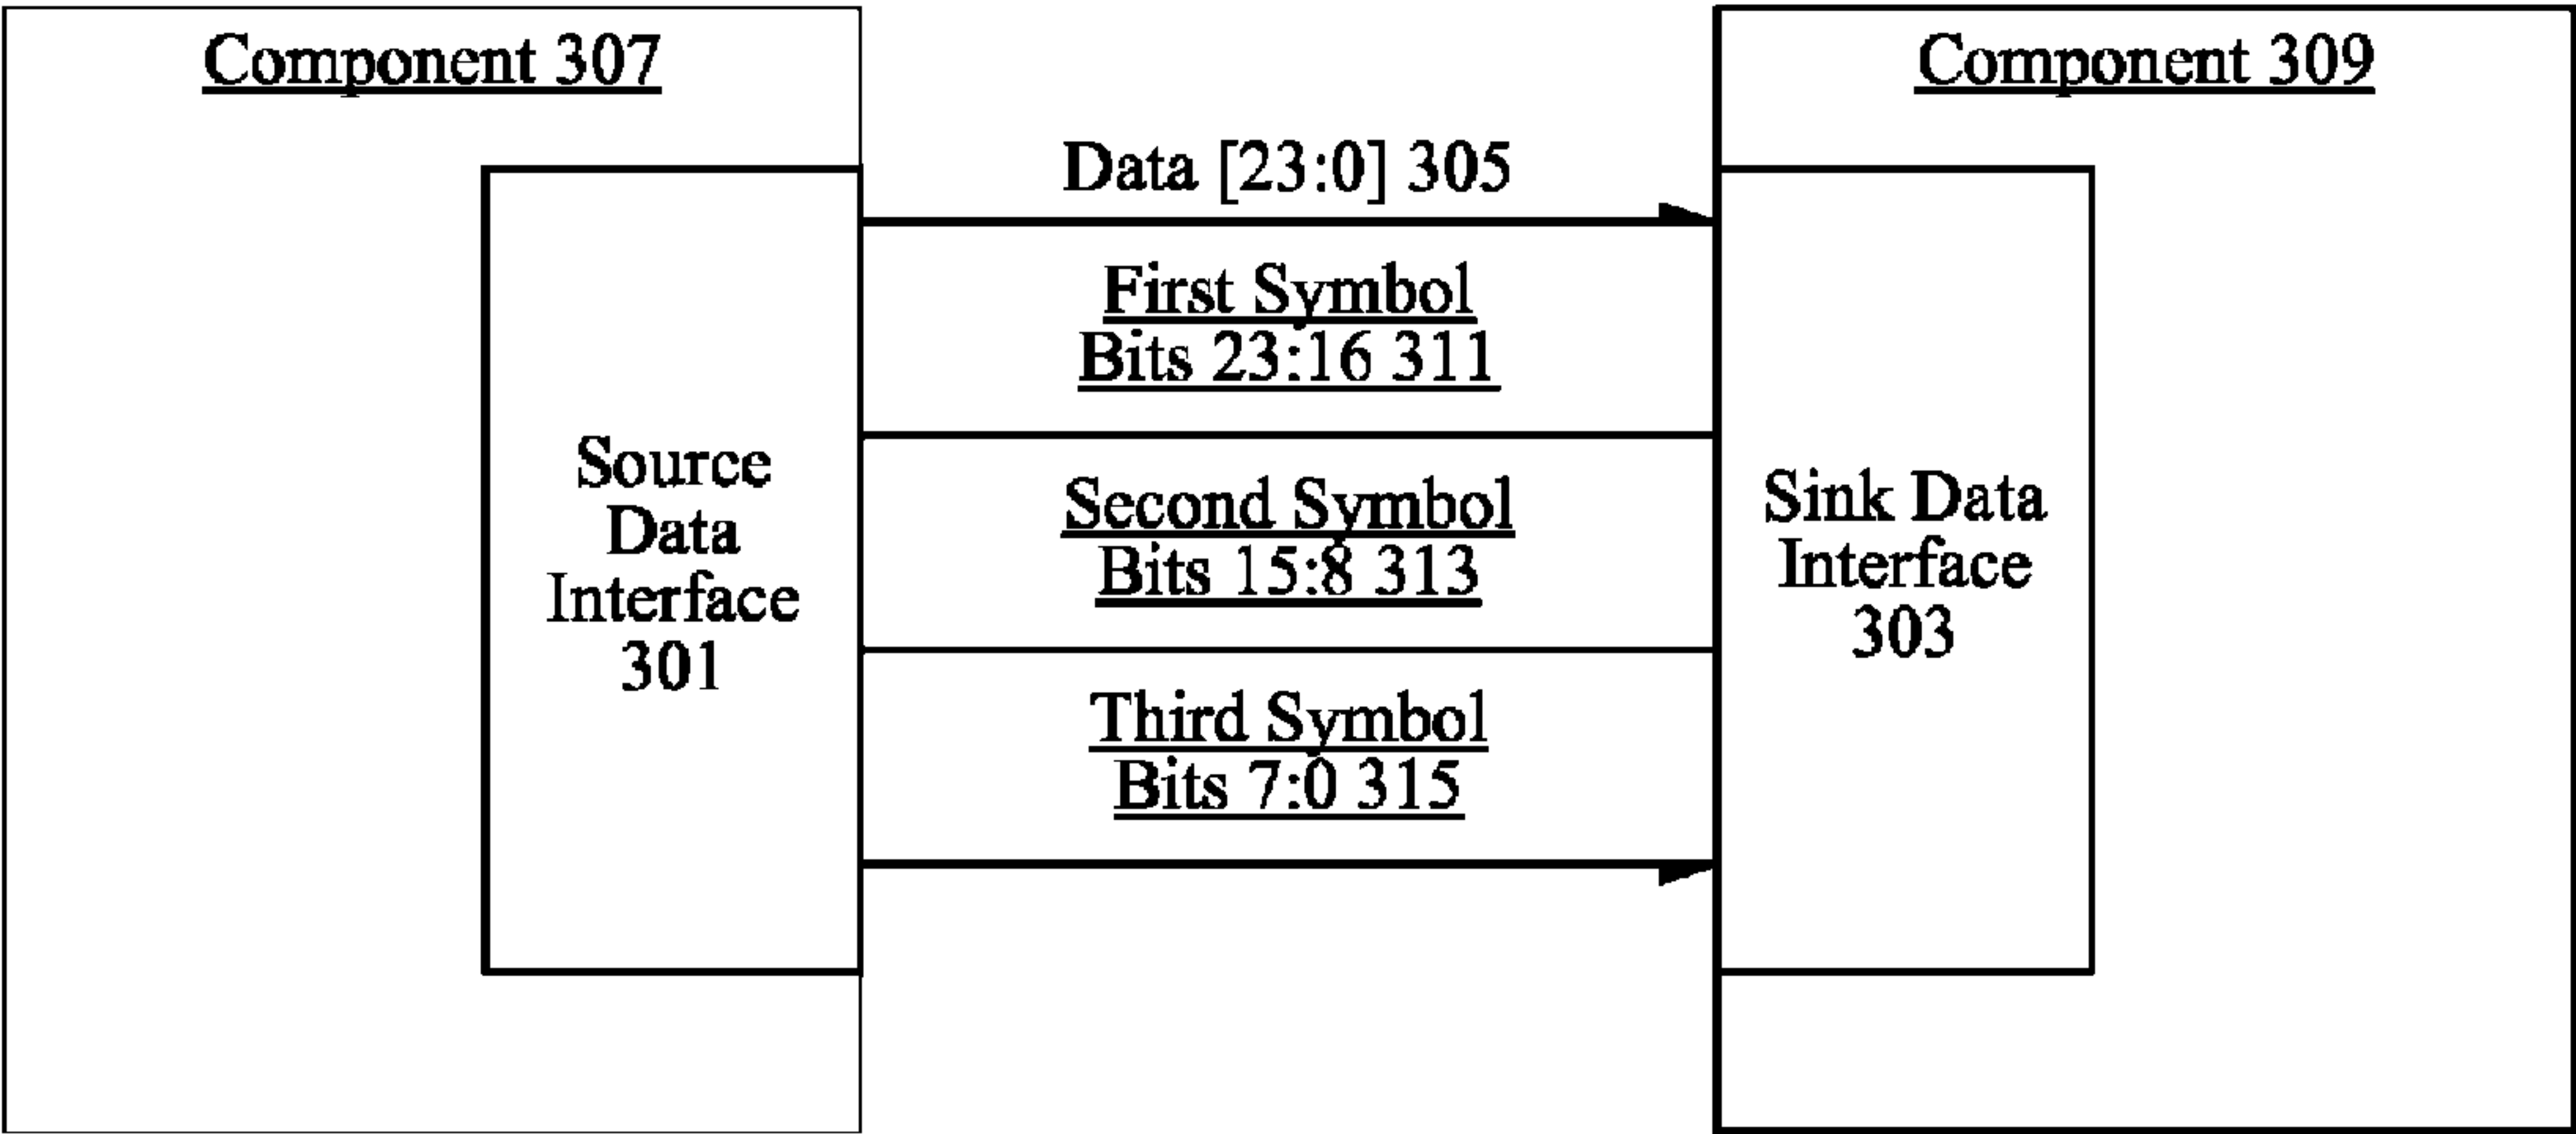 Component 307
Component 309
Data [23:0] 305
First Symbol
Bits 23:16 311
Second Symbol
Bits 15:8 313
Third Symbol
Bits 7:0 315
Source
Data
Interface
301
Sink Data
Interface
303